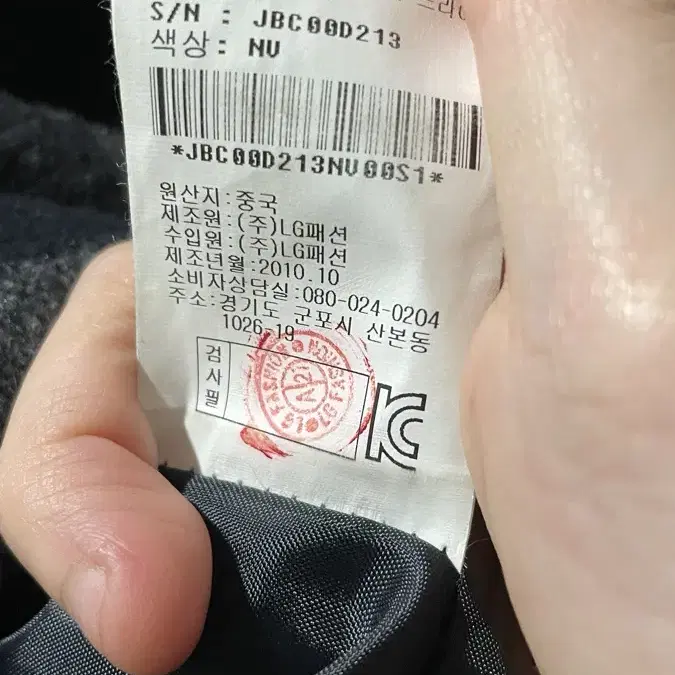 S/N : JBC00D213
색상: NV
*JBC00D213NV00S1*
원산지:중국
제조원:(주)LG패션
수입원:(주)LG패션
제조년월:2010.10
소비자상담실:080-024-0204
주소:경기도 군포시 산본동
1026-19
검
사
필
LG FASHION
KC